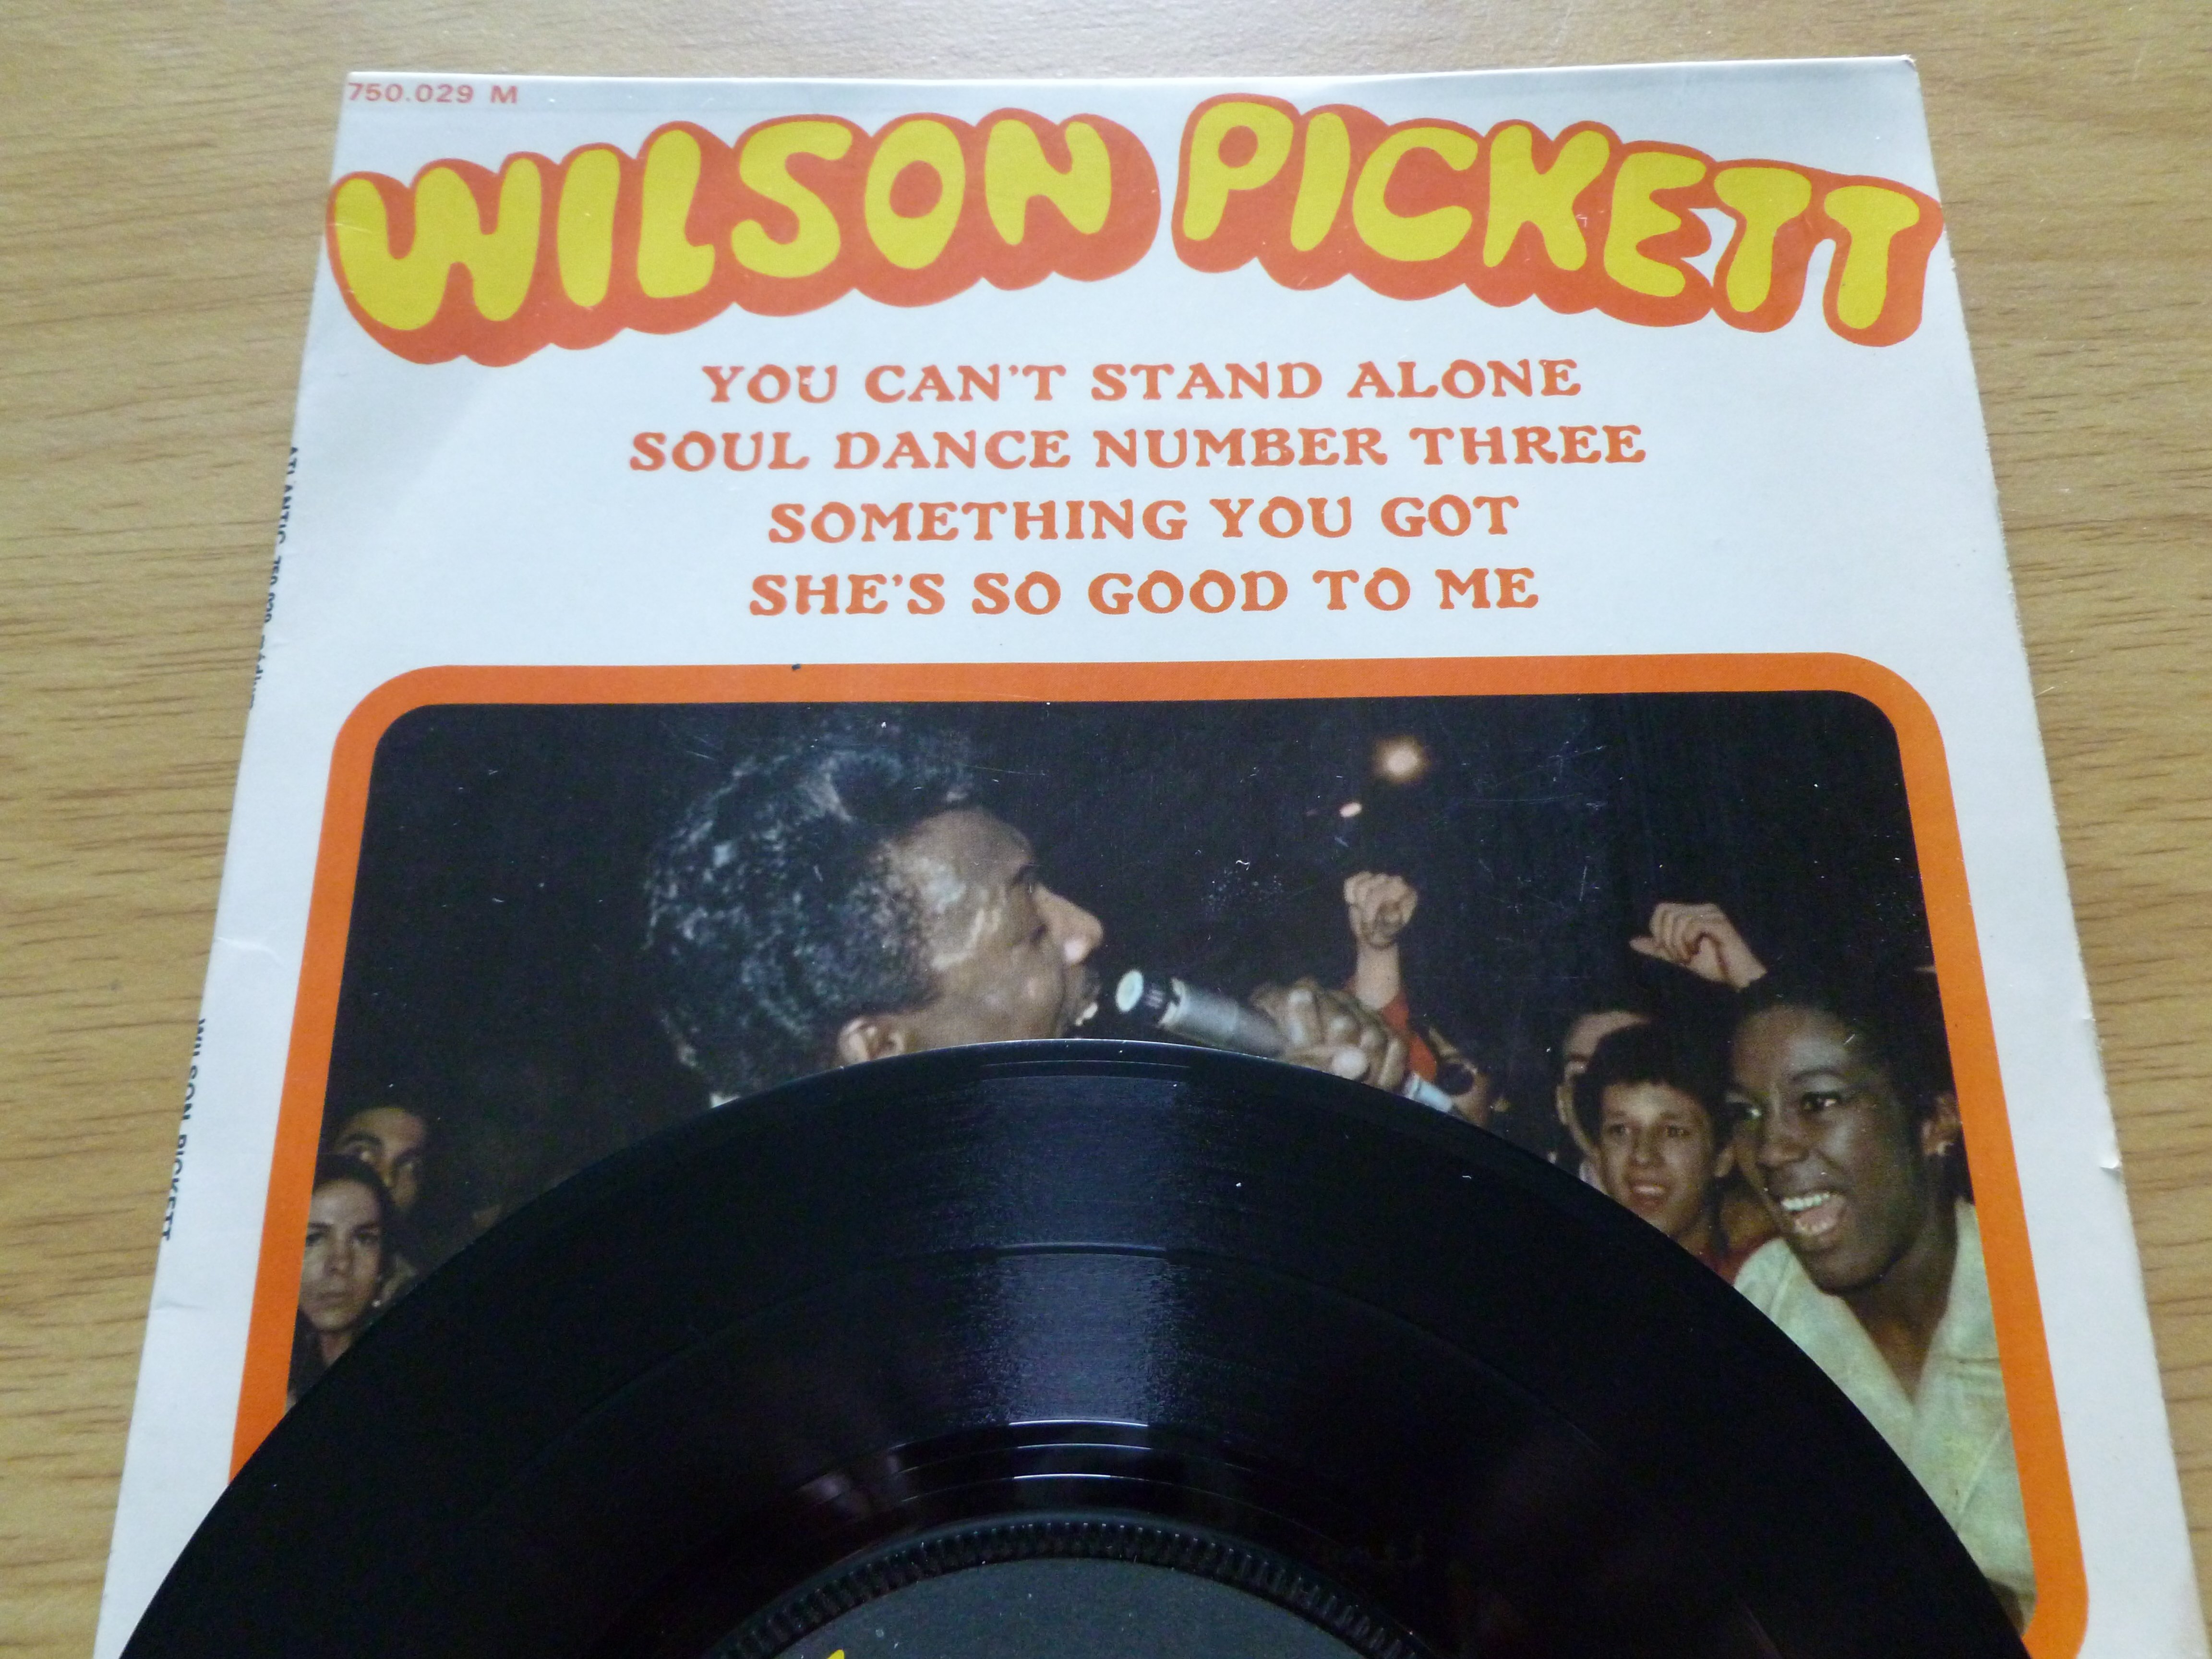 750.029 M
WILSON PICKETT
YOU CAN'T STAND ALONE
SOUL DANCE NUMBER THREE
SOMETHING YOU GOT
SHE'S SO GOOD TO ME
ATLANTIC
WILSON PICKETT